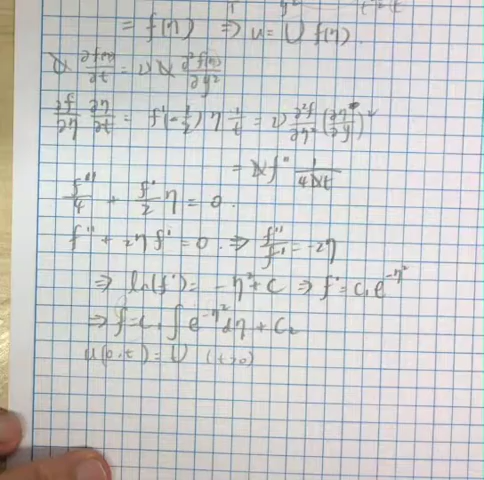 = f(η) ⇒ u = U f(η).
U ∂f(η)/∂t = ν U ∂²f(η)/∂y²
∂f/∂η ∂η/∂t = f'(-1/2) η 1/t = ν ∂²f/∂η² (∂η/∂y)²
= ν f'' 1/(4νt)
f''/4 + f'/2 η = 0.
f'' + 2η f' = 0. ⇒ f''/f' = -2η
⇒ ln(f') = -η² + C ⇒ f' = C₁ e^{-η²}
⇒ f = C₁ ∫ e^{-η²} dη + C₂
u(0,t) = U (t>0)